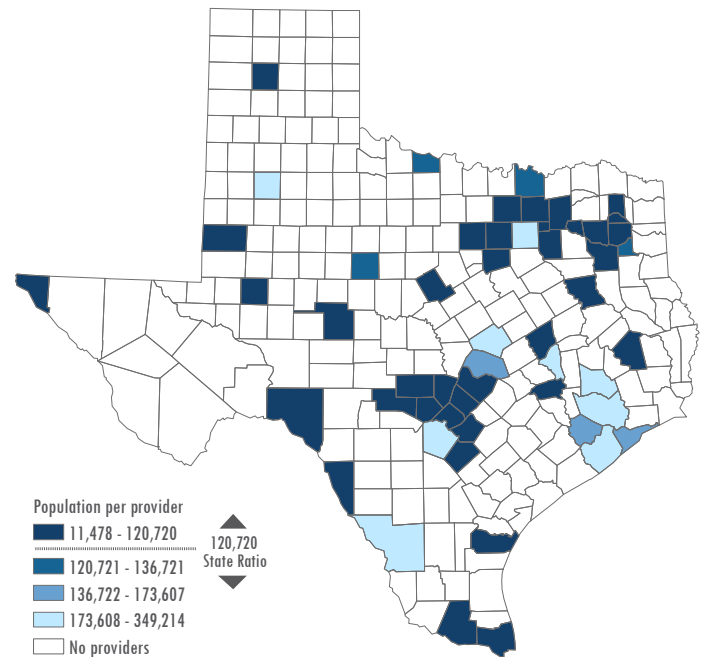 Population per provider
11,478 - 120,720
120,721 - 136,721
136,722 - 173,607
173,608 - 349,214
No providers
120,720
State Ratio